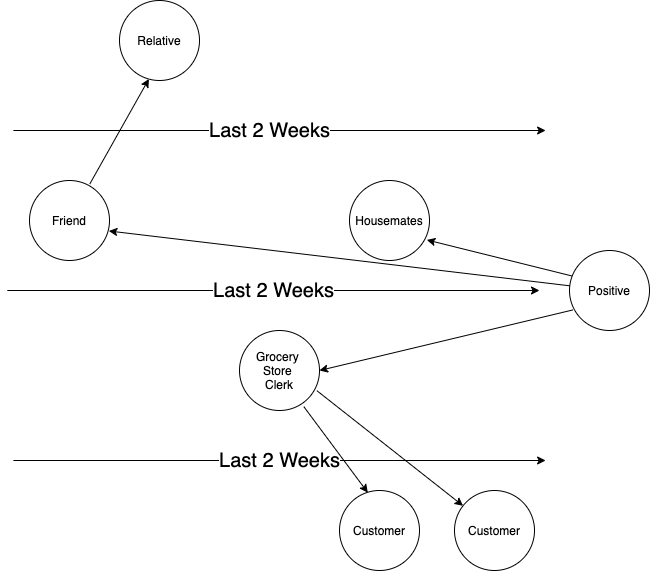 Relative
Last 2 Weeks
Friend
Housemates
Last 2 Weeks
Positive
Grocery
Store
Clerk
Last 2 Weeks
Customer
Customer